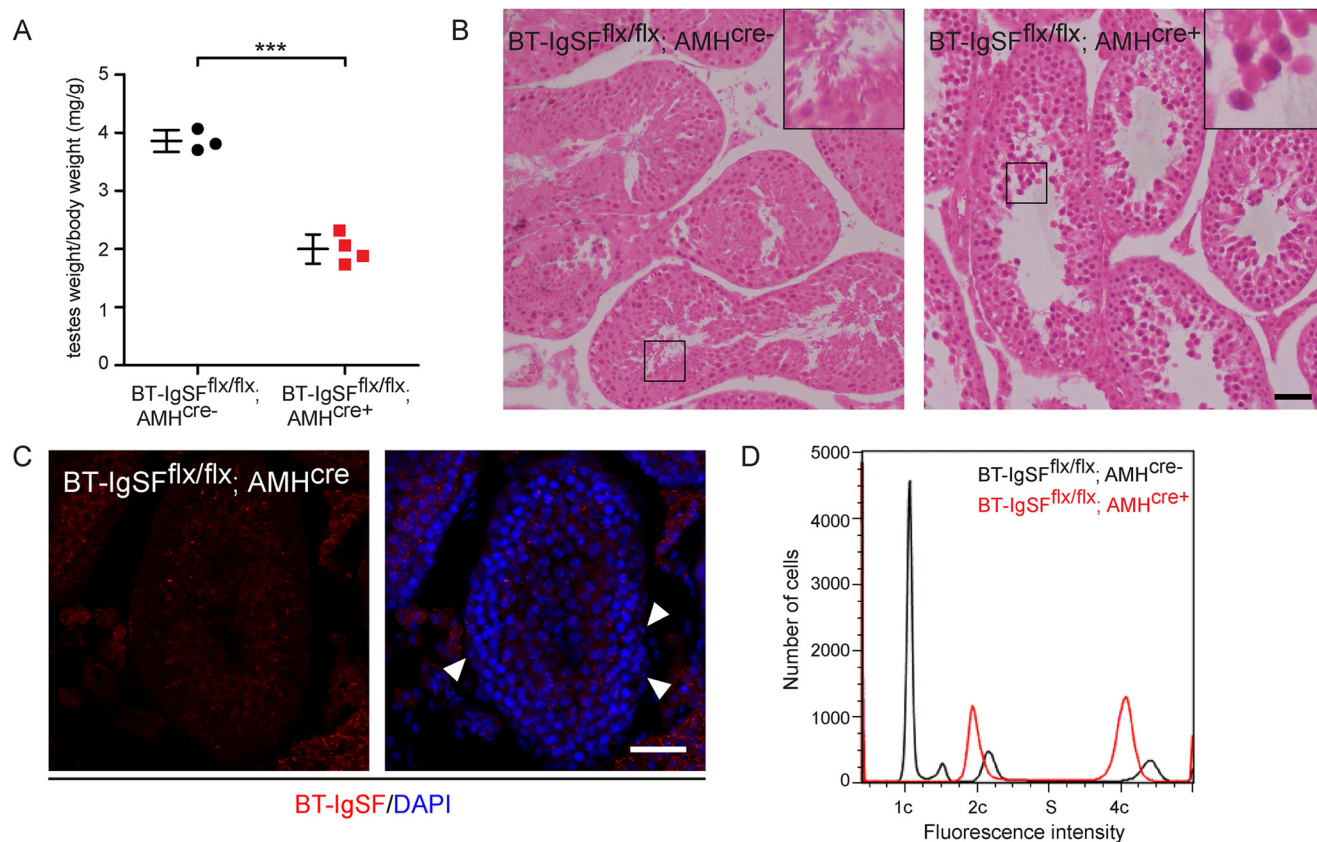 A
***
testes weight/body weight (mg/g)
5
4
3
2
1
0
BT-IgSFflx/flx;
AMHcre-
BT-IgSFflx/flx;
AMHcre+
B
BT-IgSFflx/flx; AMHcre-
BT-IgSFflx/flx; AMHcre+
C
BT-IgSFflx/flx; AMHcre
BT-IgSF/DAPI
D
BT-IgSFflx/flx; AMHcre-
BT-IgSFflx/flx; AMHcre+
Number of cells
5000
4000
3000
2000
1000
0
1c 2c S 4c
Fluorescence intensity